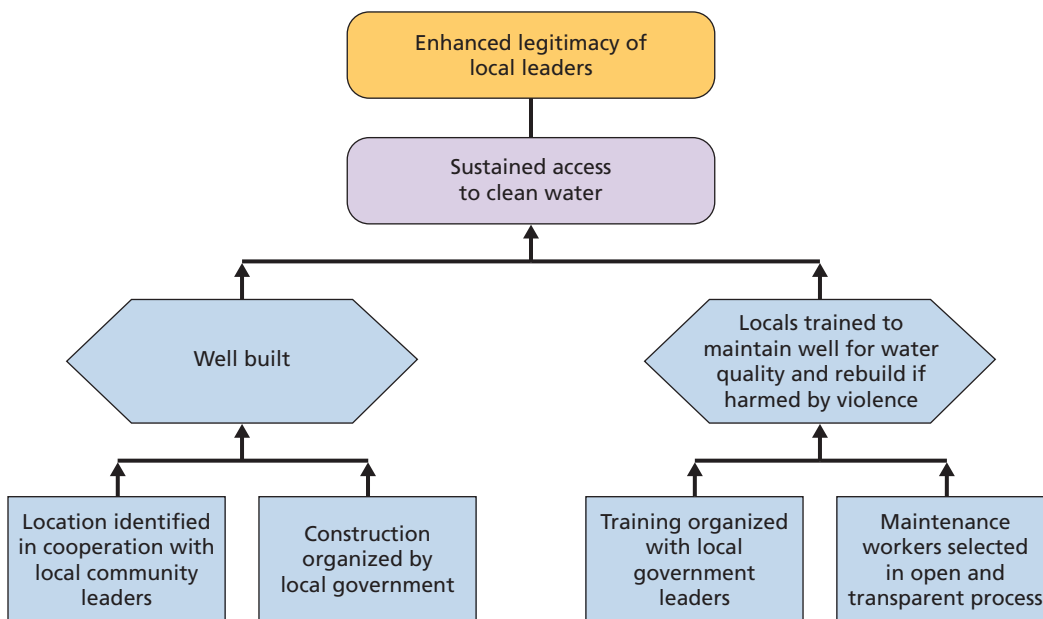 Enhanced legitimacy of
local leaders
Sustained access
to clean water
Well built
Locals trained to
maintain well for water
quality and rebuild if
harmed by violence
Location identified
in cooperation with
local community
leaders
Construction
organized by
local government
Training organized
with local
government
leaders
Maintenance
workers selected
in open and
transparent process